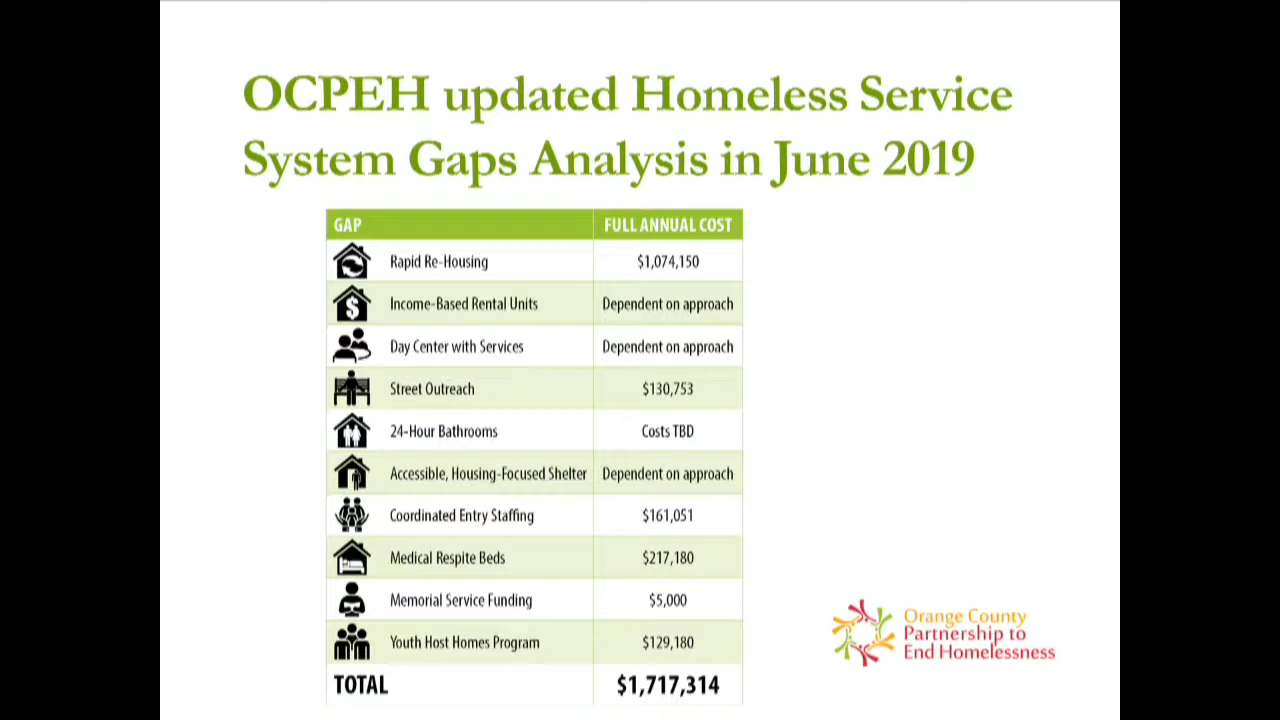 OCPEH updated Homeless Service
System Gaps Analysis in June 2019
GAP FULL ANNUAL COST
Rapid Re-Housing $1,074,150
Income-Based Rental Units Dependent on approach
Day Center with Services Dependent on approach
Street Outreach $130,753
24-Hour Bathrooms Costs TBD
Accessible, Housing-Focused Shelter Dependent on approach
Coordinated Entry Staffing $161,051
Medical Respite Beds $217,180
Memorial Service Funding $5,000
Youth Host Homes Program $129,180
TOTAL $1,717,314
Orange County
Partnership to
End Homelessness